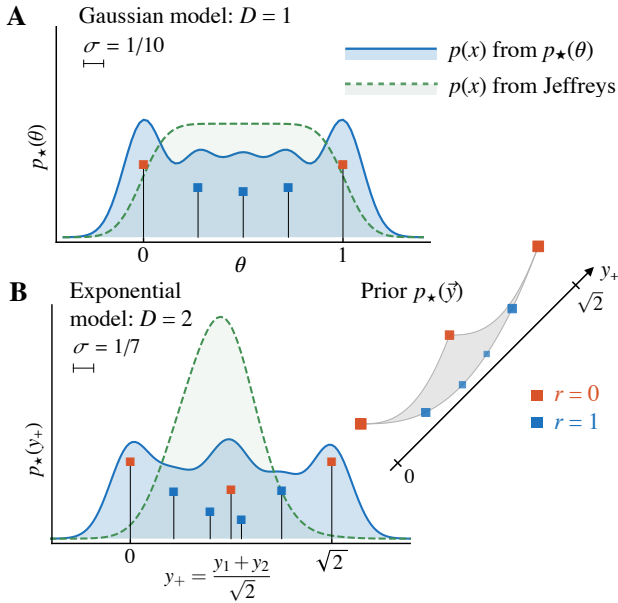 A
Gaussian model: D = 1
σ = 1/10
p(x) from p⋆(θ)
p(x) from Jeffreys
p⋆(θ)
0
θ
1
B
Exponential
model: D = 2
σ = 1/7
Prior p⋆(y⃗)
y₊
√2
0
r = 0
r = 1
p⋆(y₊)
0
√2
y₊ = (y₁ + y₂)/√2